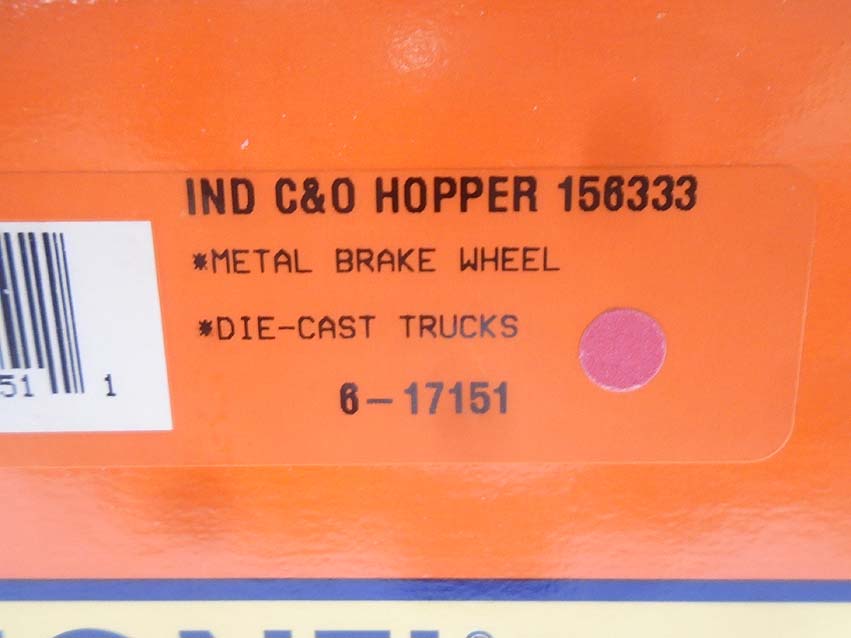 IND C&O HOPPER 156333
*METAL BRAKE WHEEL
*DIE-CAST TRUCKS
6-17151
51 1